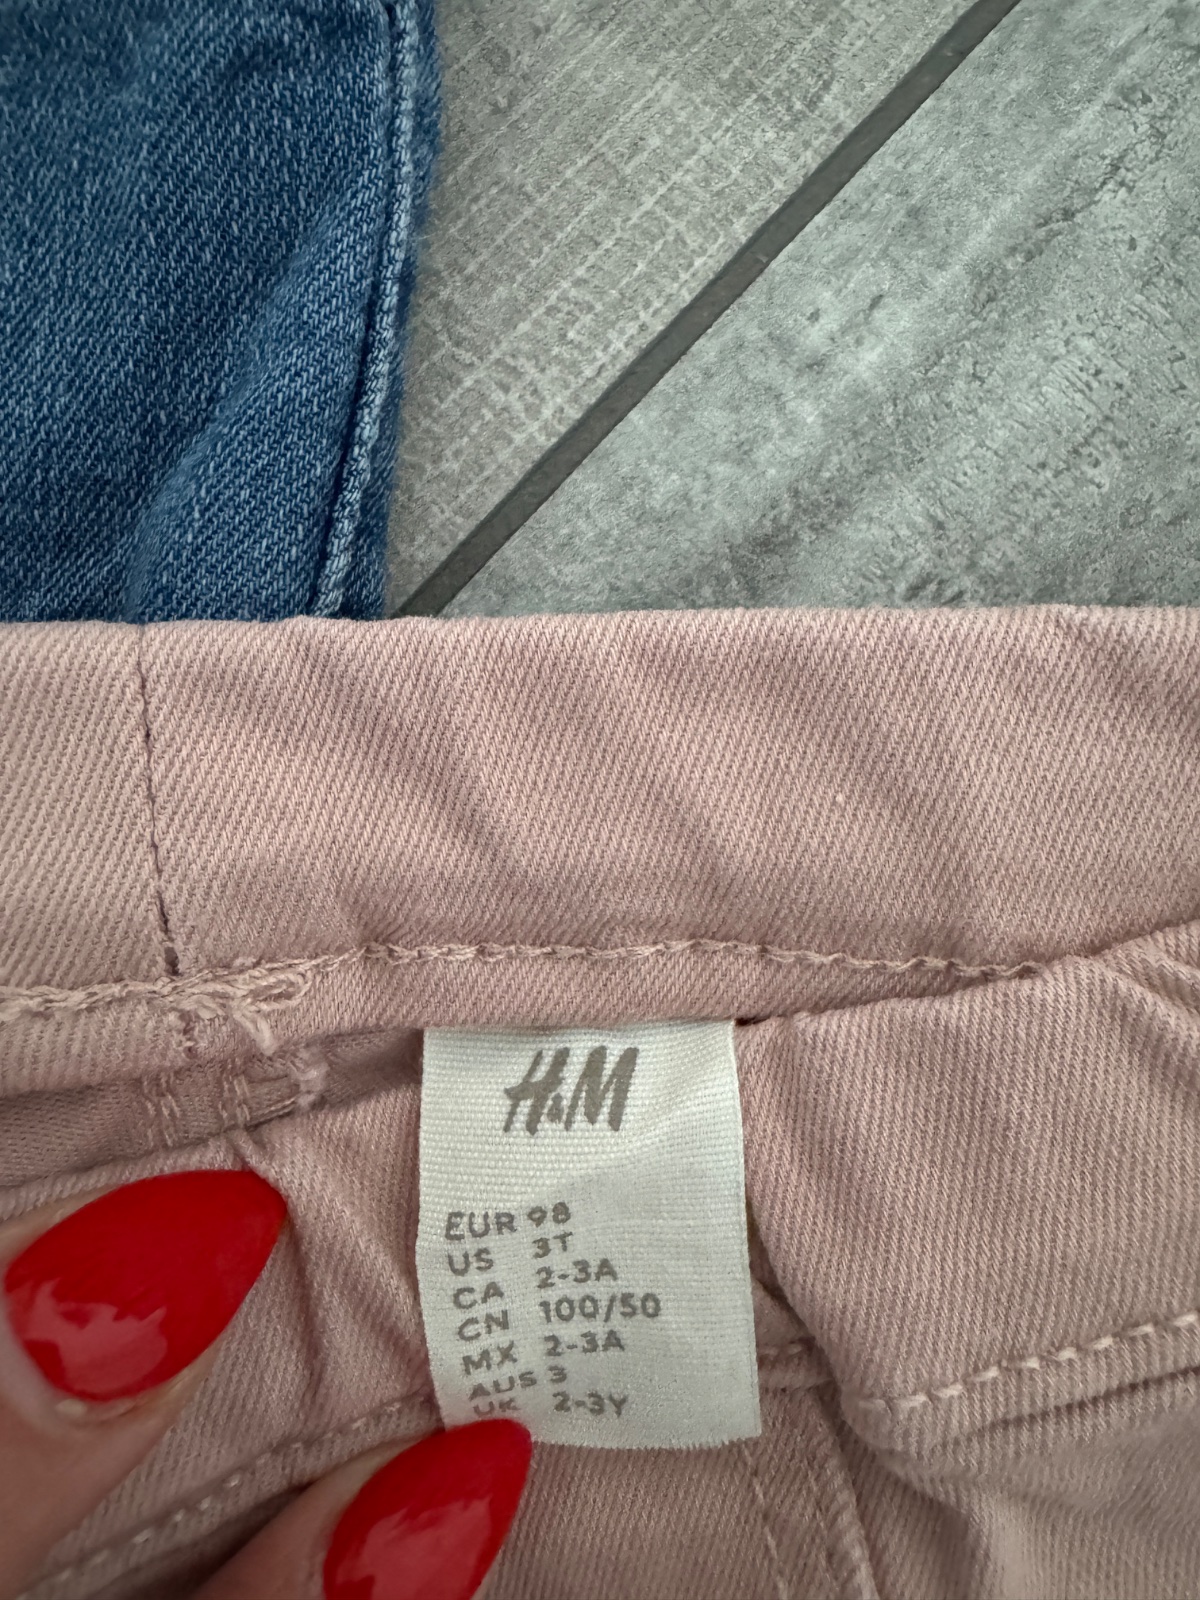 H&M
EUR 98
US 3T
CA 2-3A
CN 100/50
MX 2-3A
AUS 3
UK 2-3Y